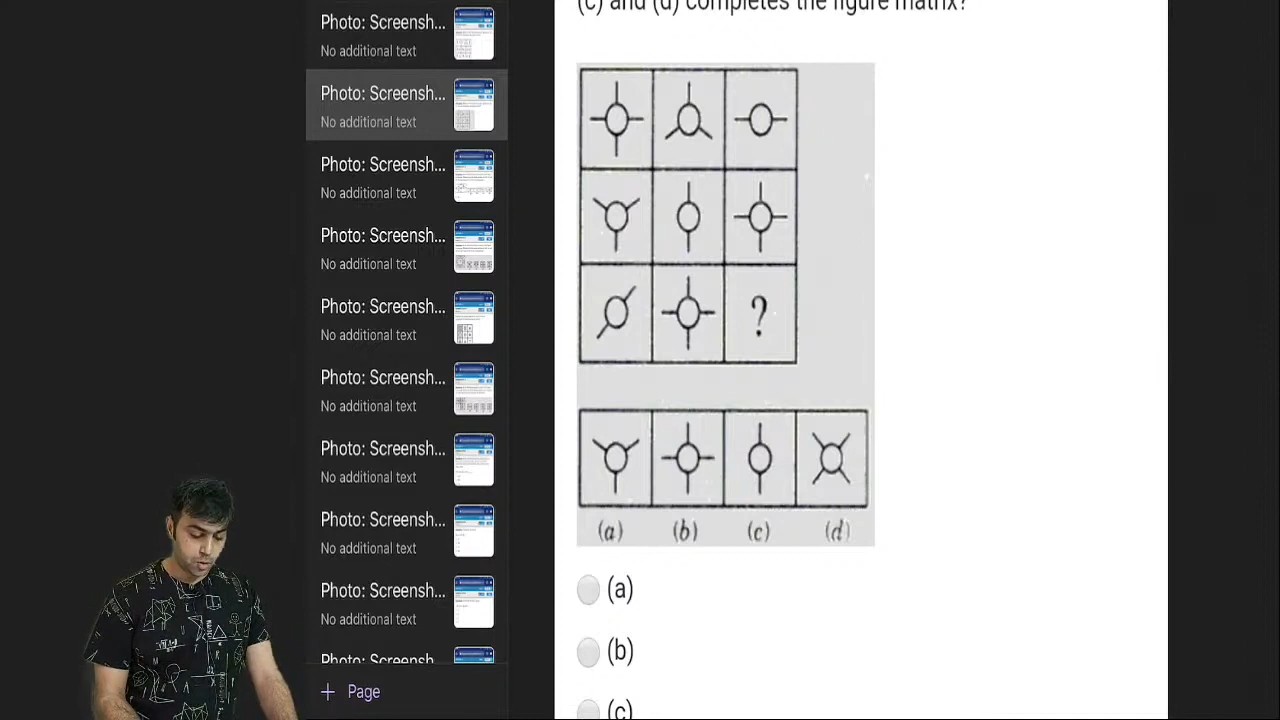 (c) and (d) completes the figure matrix?
Photo: Screensh...
No additional text
Photo: Screensh...
No additional text
Photo: Screensh...
No additional text
Photo: Screensh...
No additional text
Photo: Screensh...
No additional text
Photo: Screensh...
No additional text
Photo: Screensh...
No additional text
Photo: Screensh...
No additional text
Photo: Screensh...
No additional text
Photo: Screensh...
+ Page
?
(a) (b) (c) (d)
(a)
(b)
(c)